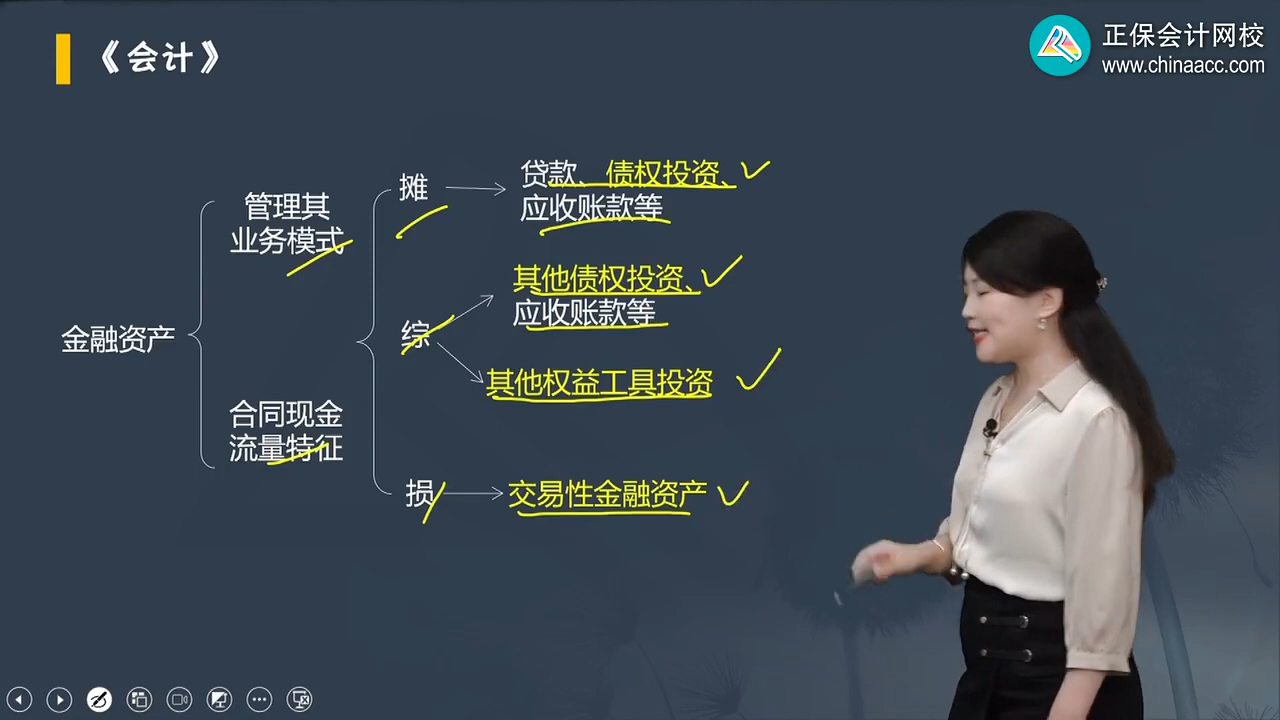 《会计》
正保会计网校
www.chinaacc.com
金融资产
管理其
业务模式
合同现金
流量特征
摊
贷款、债权投资、
应收账款等
综
其他债权投资、
应收账款等
其他权益工具投资
损
交易性金融资产